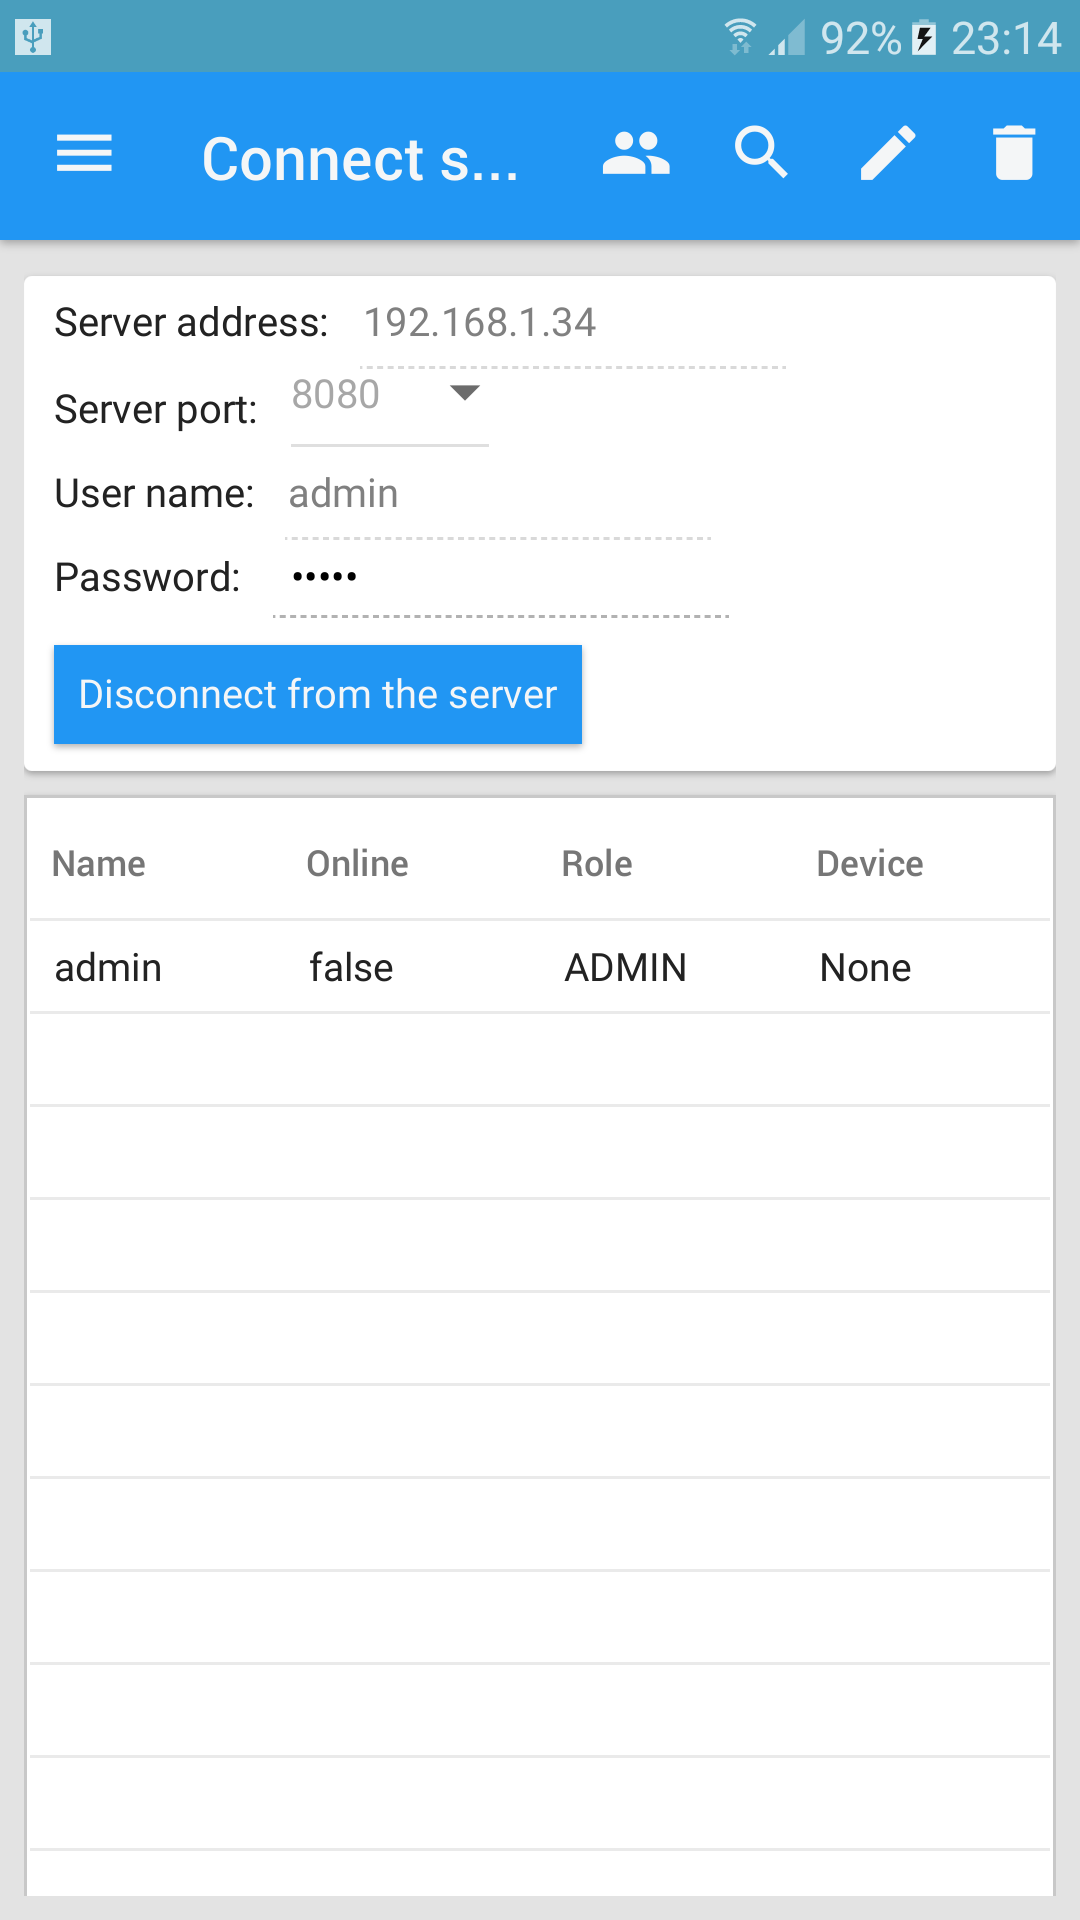 92% 23:14
Connect s...
Server address: 192.168.1.34
Server port: 8080
User name: admin
Password: •••••
Disconnect from the server
Name Online Role Device
admin false ADMIN None